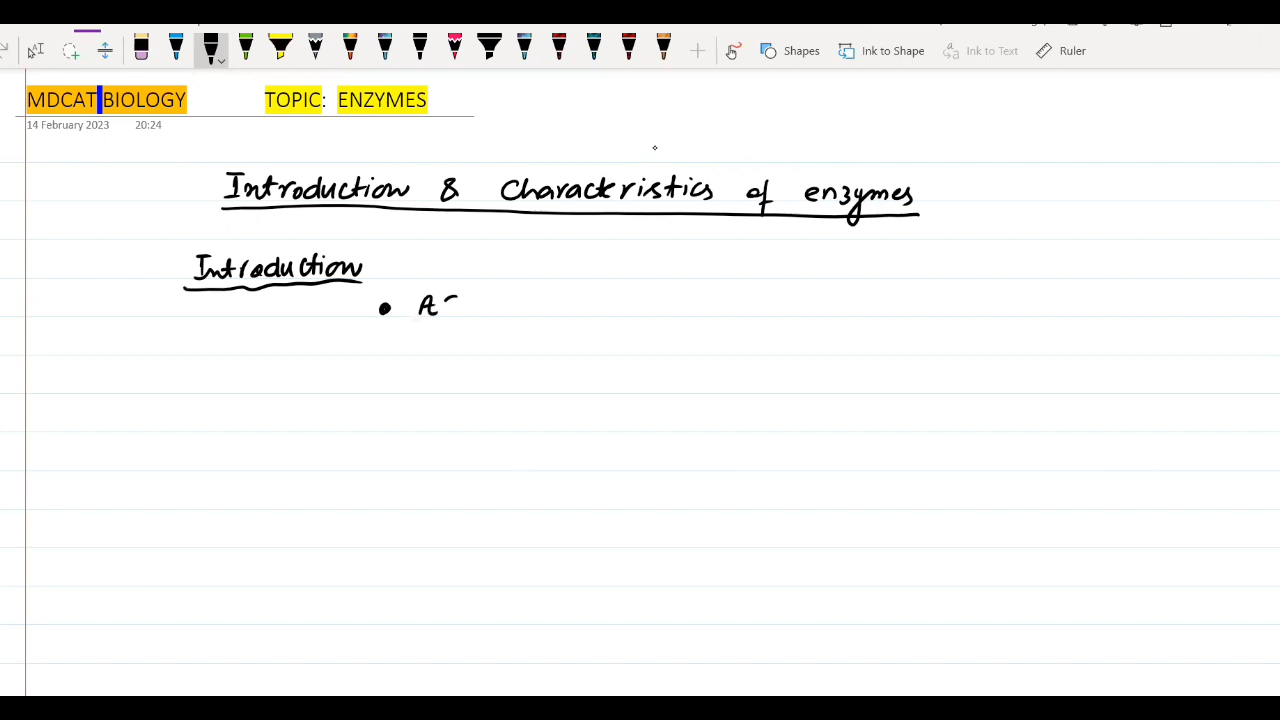 Shapes Ink to Shape Ink to Text Ruler
MDCAT BIOLOGY TOPIC: ENZYMES
14 February 2023 20:24
Introduction & Characteristics of enzymes
Introduction
• A